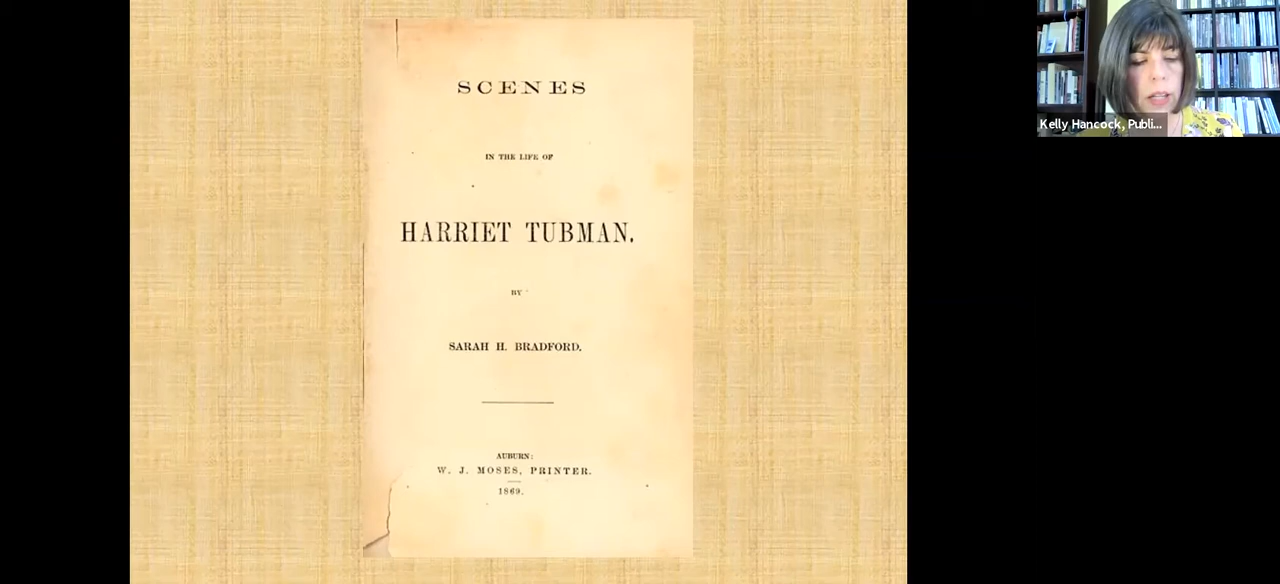 SCENES
IN THE LIFE OF
HARRIET TUBMAN.
BY
SARAH H. BRADFORD.
AUBURN:
W. J. MOSES, PRINTER.
1869.
Kelly Hancock, Publi...